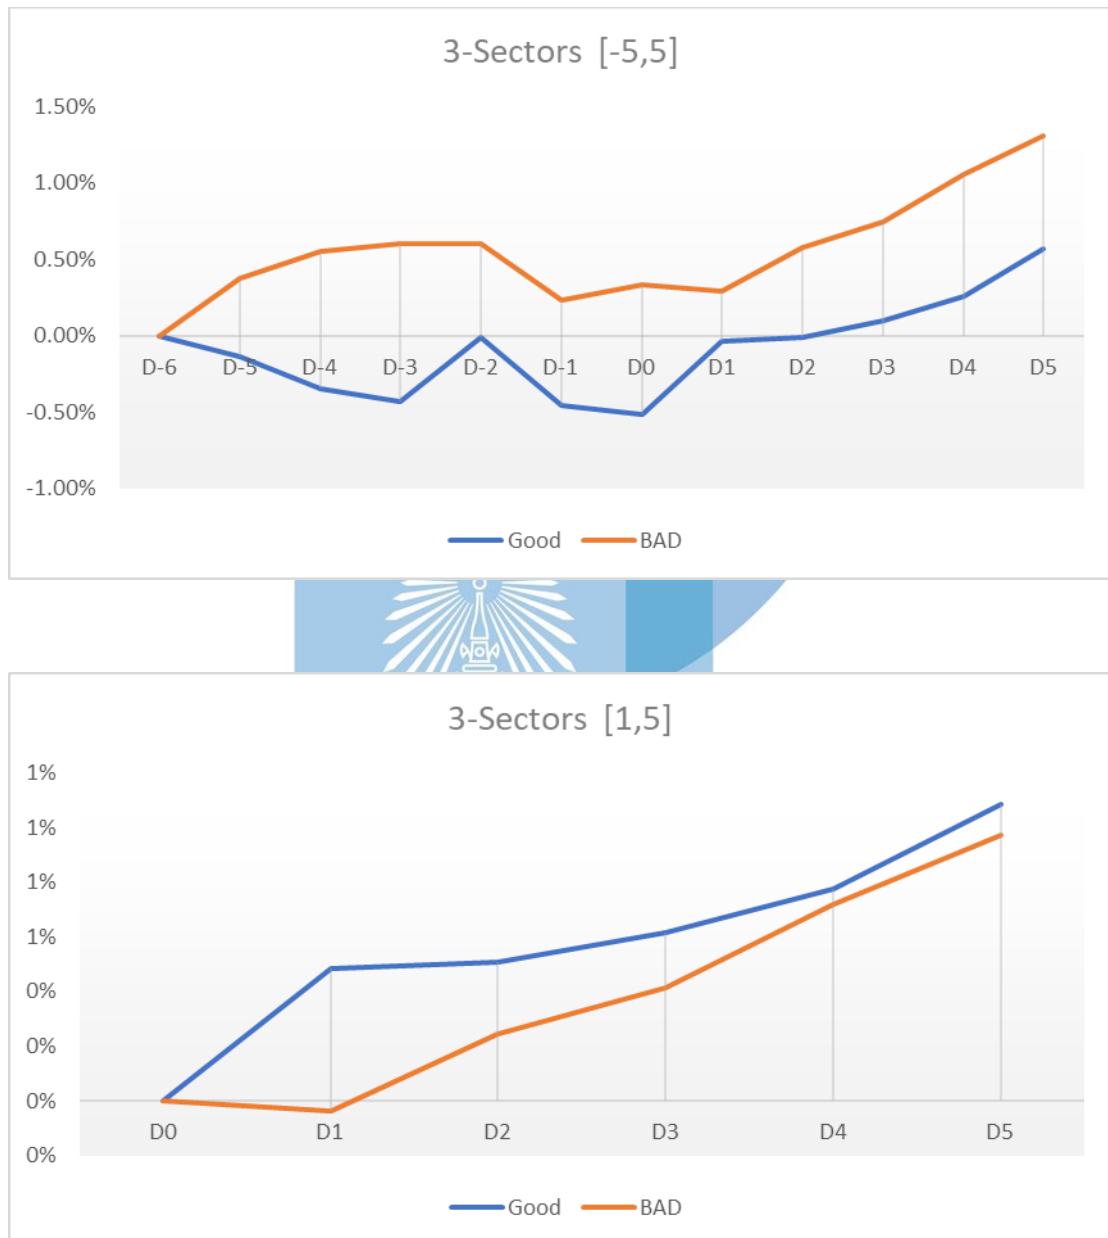 3-Sectors [-5,5]
1.50%
1.00%
0.50%
0.00%
D-6 D-5 D-4 D-3 D-2 D-1 D0 D1 D2 D3 D4 D5
-0.50%
-1.00%
Good BAD
3-Sectors [1,5]
1%
1%
1%
1%
0%
0%
0%
D0 D1 D2 D3 D4 D5
0%
Good BAD